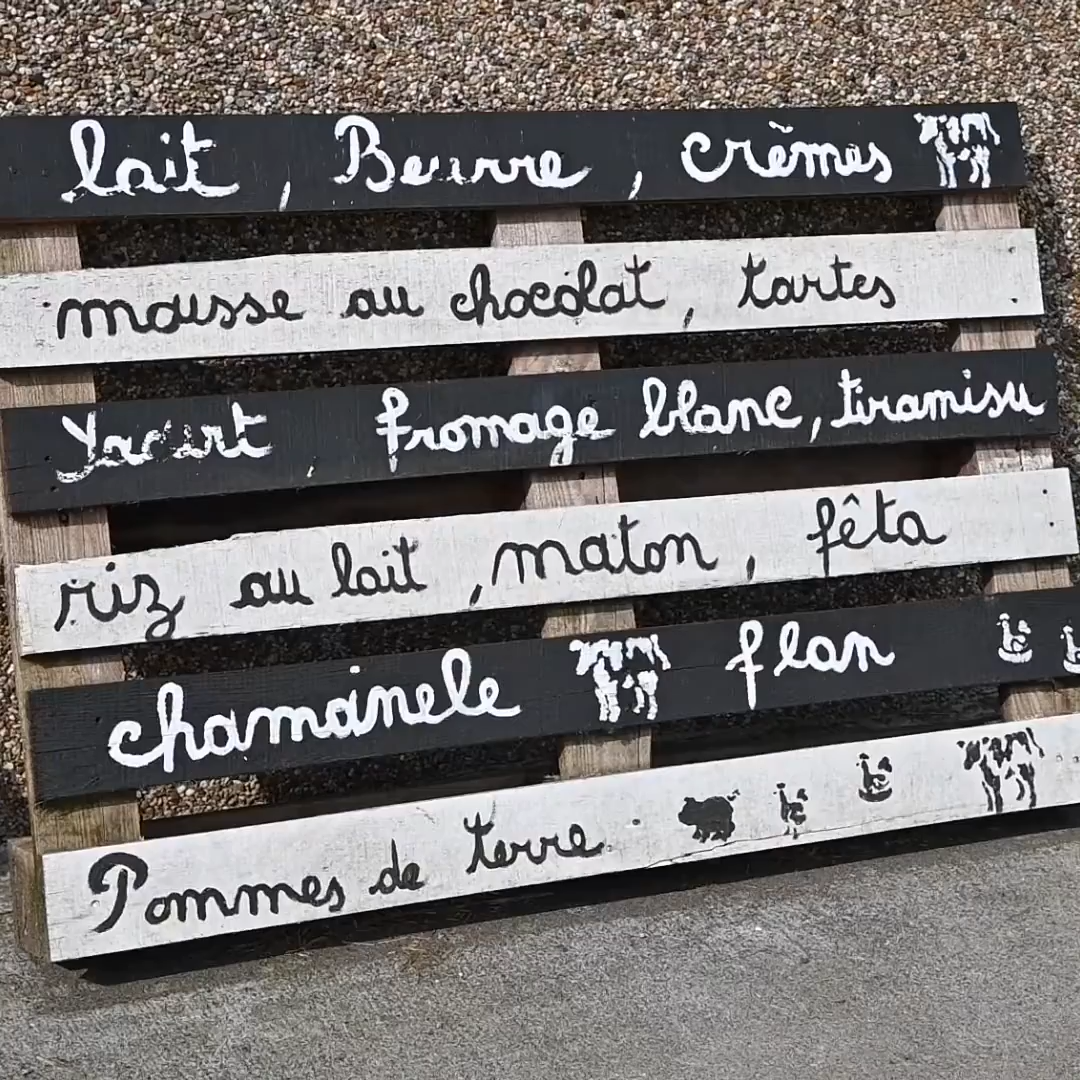 lait , Beurre , crèmes
mousse au chocolat , tartes
Yaourt , fromage blanc, tiramisu
riz au lait , maton , fêta
chamánele flan
Pommes de terre